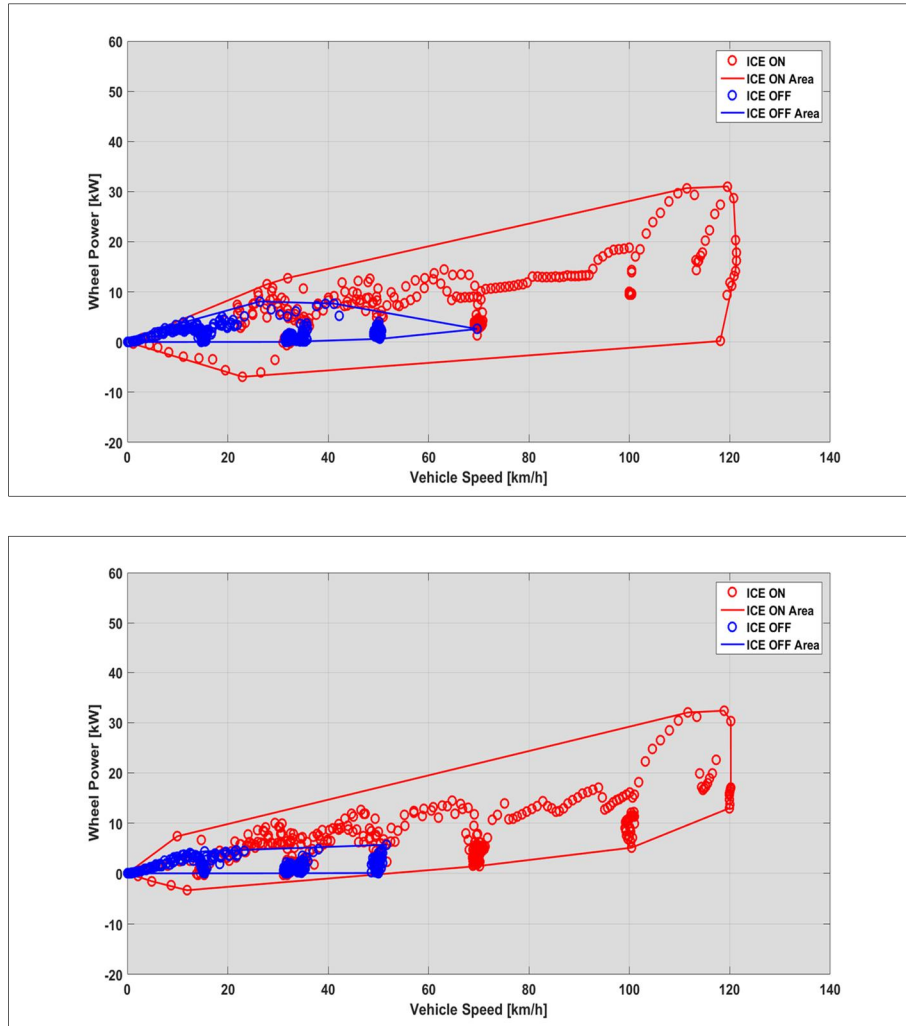 60
50
40
30
20
10
0
-10
-20
Wheel Power [kW]
ICE ON
ICE ON Area
ICE OFF
ICE OFF Area
0 20 40 60 80 100 120 140
Vehicle Speed [km/h]
60
50
40
30
20
10
0
-10
-20
Wheel Power [kW]
ICE ON
ICE ON Area
ICE OFF
ICE OFF Area
0 20 40 60 80 100 120 140
Vehicle Speed [km/h]